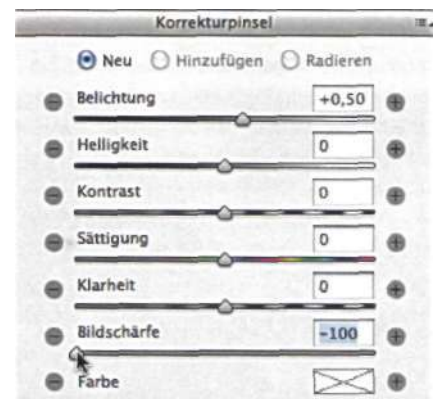 Korrekturpinsel
Neu Hinzufügen Radieren
Belichtung +0,50
Helligkeit 0
Kontrast 0
Sättigung 0
Klarheit 0
Bildschärfe -100
Farbe